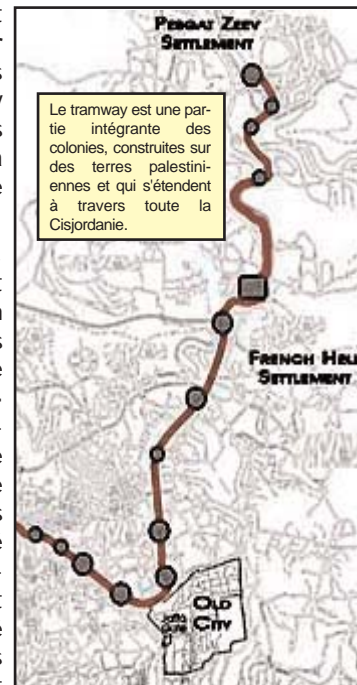 PISGAT ZEEV
SETTLEMENT
Le tramway est une par-
tie intégrante des
colonies, construites sur
des terres palestini-
ennes et qui s'étendent
à travers toute la
Cisjordanie.
FRENCH HILL
SETTLEMENT
OLD
CITY